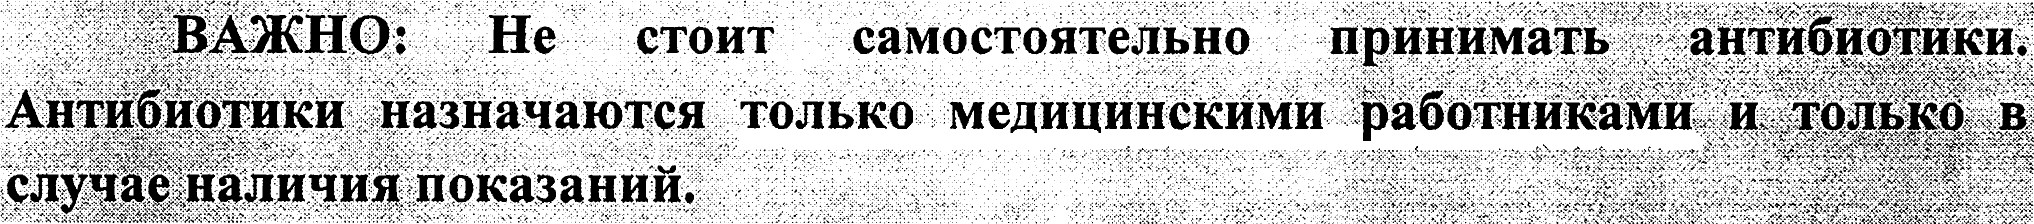 ВАЖНО: Не стоит самостоятельно принимать антибиотики.
Антибиотики назначаются только медицинскими работниками и только в
случае наличия показаний.